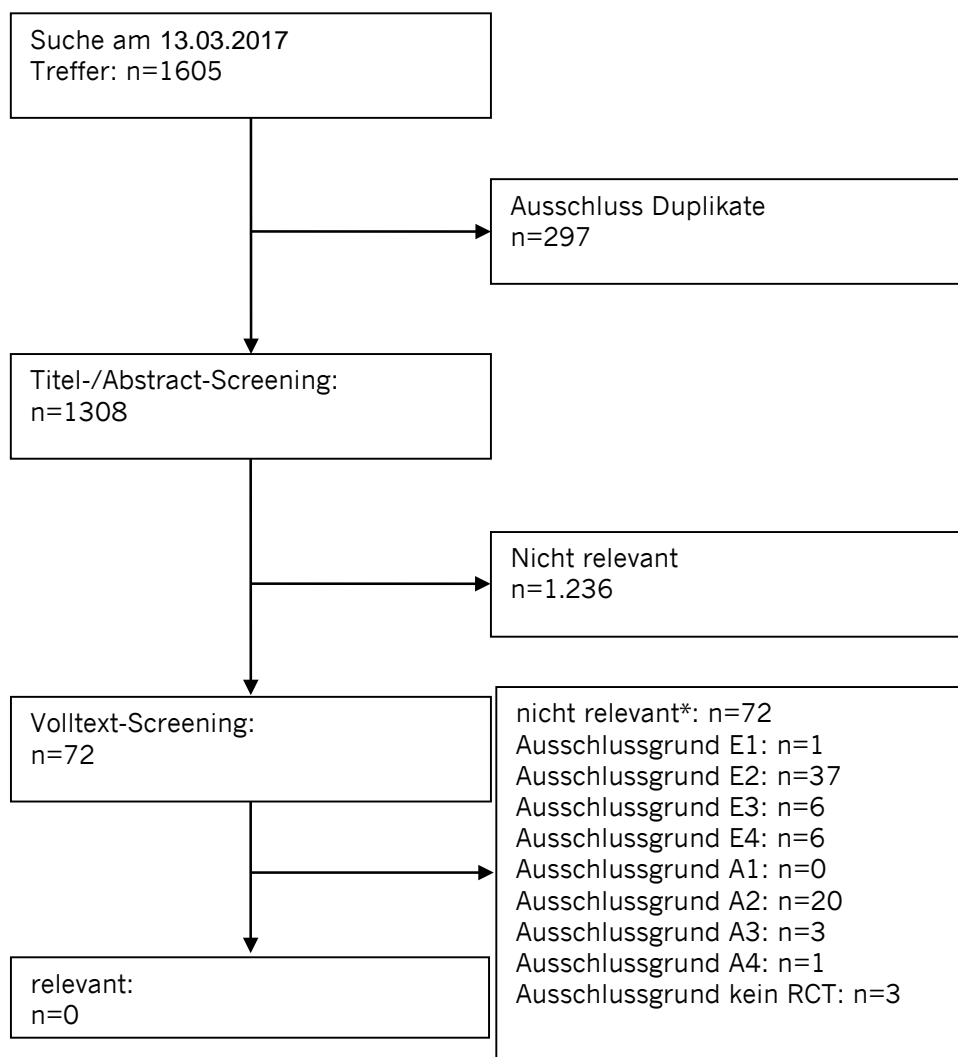 Suche am 13.03.2017
Treffer: n=1605
Ausschluss Duplikate
n=297
Titel-/Abstract-Screening:
n=1308
Nicht relevant
n=1.236
Volltext-Screening:
n=72
nicht relevant*: n=72
Ausschlussgrund E1: n=1
Ausschlussgrund E2: n=37
Ausschlussgrund E3: n=6
Ausschlussgrund E4: n=6
Ausschlussgrund A1: n=0
Ausschlussgrund A2: n=20
Ausschlussgrund A3: n=3
Ausschlussgrund A4: n=1
Ausschlussgrund kein RCT: n=3
relevant:
n=0